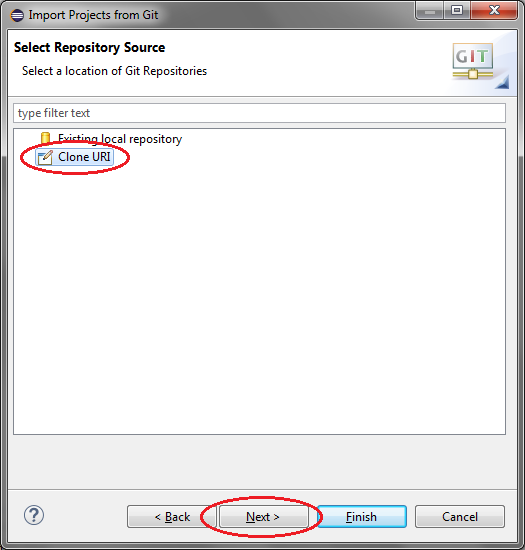 Import Projects from Git
Select Repository Source
Select a location of Git Repositories
GIT
type filter text
Existing local repository
Clone URI
? < Back Next > Finish Cancel